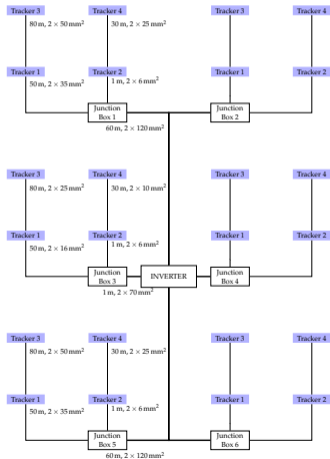 Tracker 3 Tracker 4 Tracker 3 Tracker 4
80 m, 2 × 50 mm² 30 m, 2 × 25 mm²
Tracker 1 Tracker 2 Tracker 1 Tracker 2
50 m, 2 × 35 mm² 1 m, 2 × 6 mm²
Junction Box 1 Junction Box 2
60 m, 2 × 120 mm²
Tracker 3 Tracker 4 Tracker 3 Tracker 4
80 m, 2 × 25 mm² 30 m, 2 × 10 mm²
Tracker 1 Tracker 2 Tracker 1 Tracker 2
50 m, 2 × 16 mm² 1 m, 2 × 6 mm²
Junction Box 3 INVERTER Junction Box 4
1 m, 2 × 70 mm²
Tracker 3 Tracker 4 Tracker 3 Tracker 4
80 m, 2 × 50 mm² 30 m, 2 × 25 mm²
Tracker 1 Tracker 2 Tracker 1 Tracker 2
50 m, 2 × 35 mm² 1 m, 2 × 6 mm²
Junction Box 5 Junction Box 6
60 m, 2 × 120 mm²